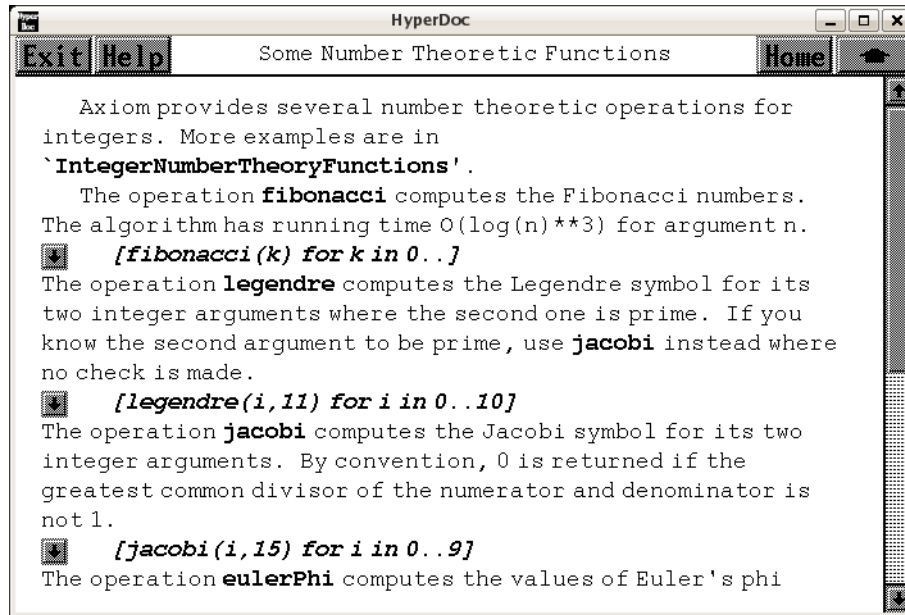 Hyper Doc
HyperDoc
Exit Help Some Number Theoretic Functions Home
Axiom provides several number theoretic operations for
integers. More examples are in
`IntegerNumberTheoryFunctions'.
The operation fibonacci computes the Fibonacci numbers.
The algorithm has running time O(log(n)**3) for argument n.
[fibonacci(k) for k in 0..]
The operation legendre computes the Legendre symbol for its
two integer arguments where the second one is prime. If you
know the second argument to be prime, use jacobi instead where
no check is made.
[legendre(i,11) for i in 0..10]
The operation jacobi computes the Jacobi symbol for its two
integer arguments. By convention, 0 is returned if the
greatest common divisor of the numerator and denominator is
not 1.
[jacobi(i,15) for i in 0..9]
The operation eulerPhi computes the values of Euler's phi